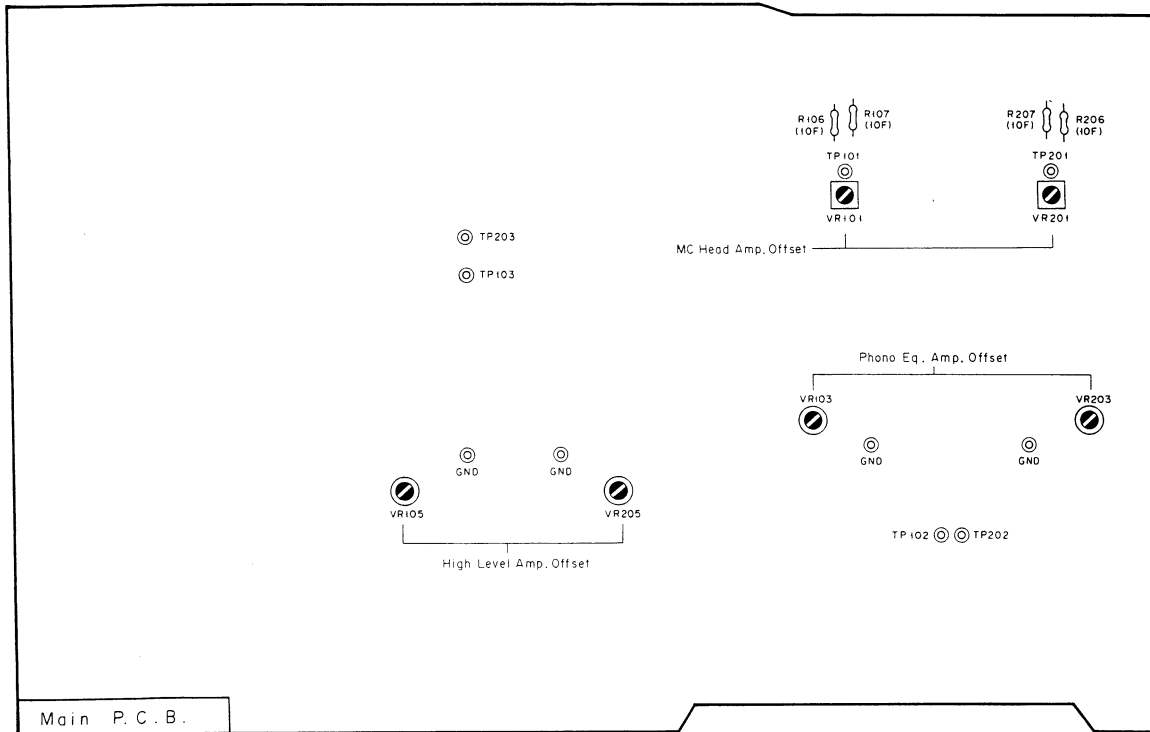 R106
(10F)
R107
(10F)
R207
(10F)
R206
(10F)
TP101
TP201
VR101
VR201
MC Head Amp. Offset
TP203
TP103
Phono Eq. Amp. Offset
VR103
VR203
GND
GND
GND
GND
VR105
VR205
High Level Amp. Offset
TP102
TP202
Main P.C.B.